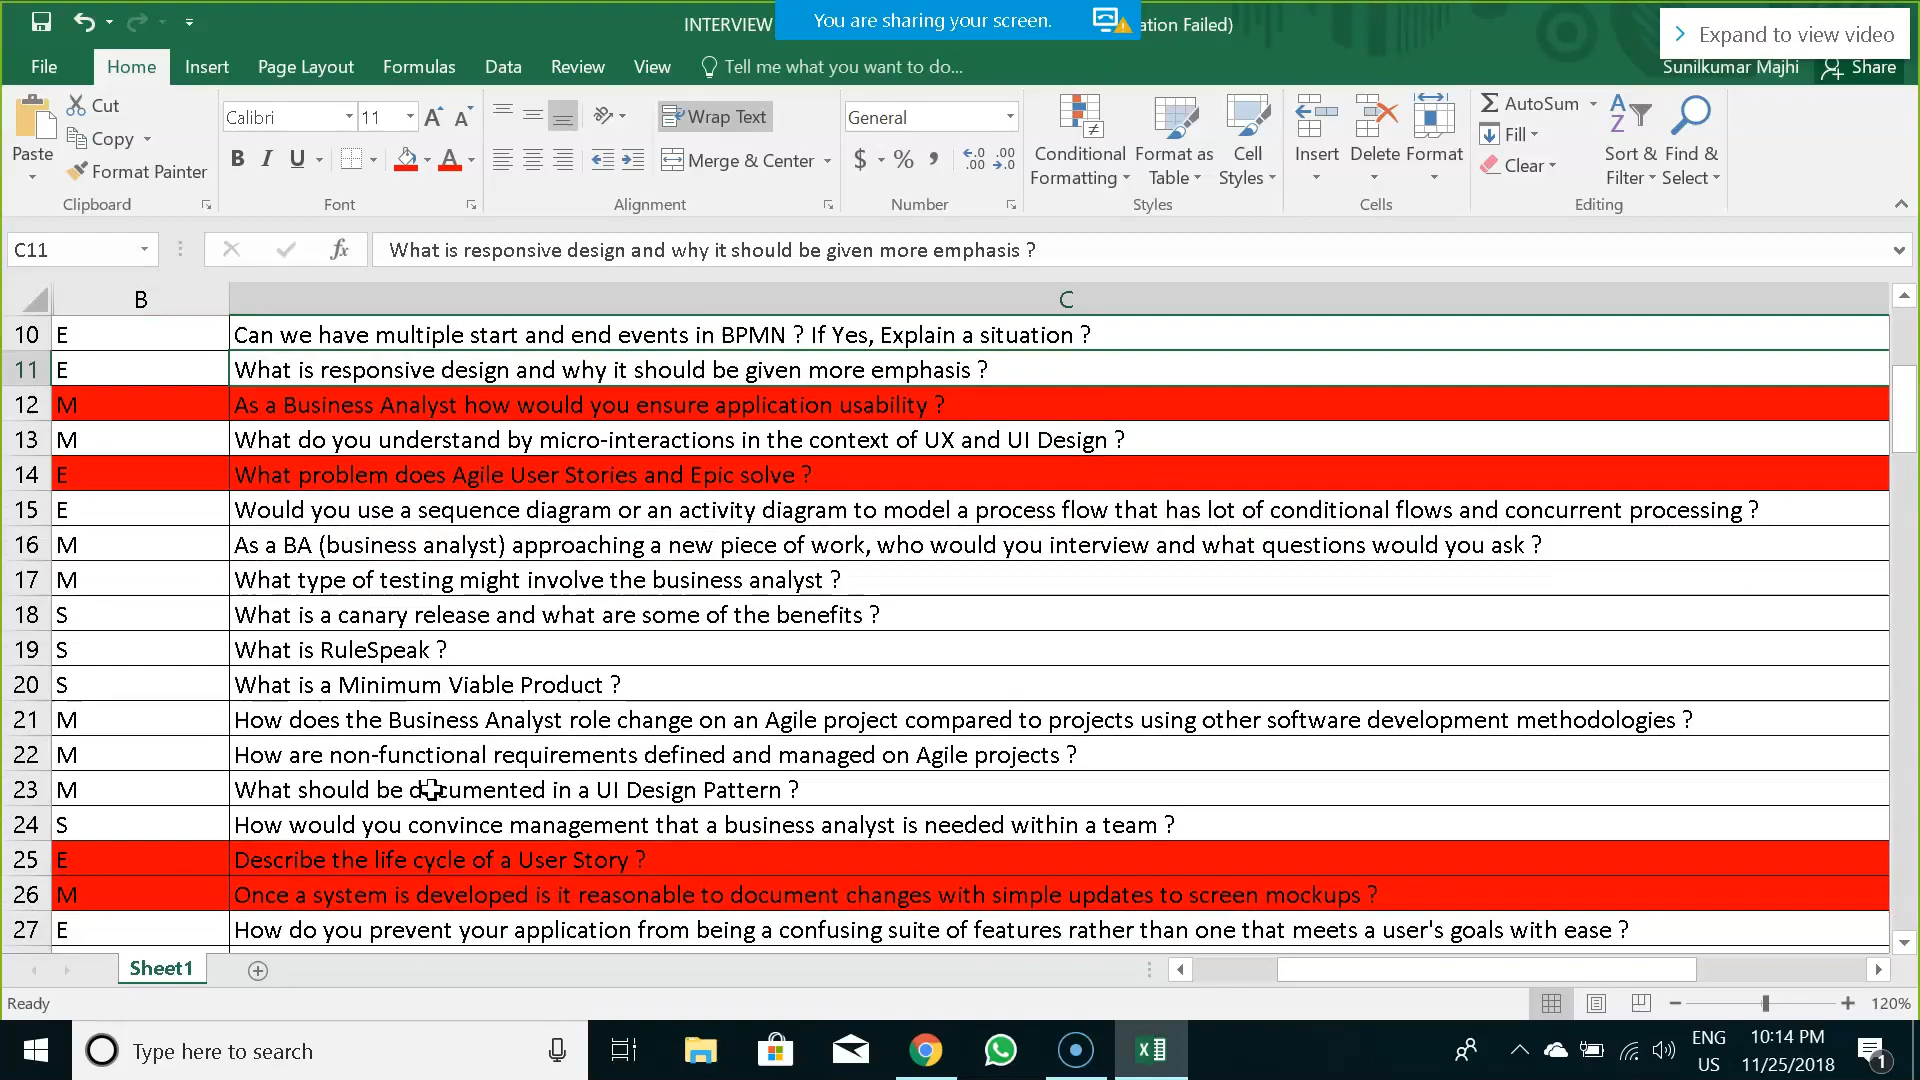 INTERVIEW
You are sharing your screen.
ation Failed)
Expand to view video
File
Home
Insert
Page Layout
Formulas
Data
Review
View
Tell me what you want to do...
Sunilkumar Majhi
Share
Paste
Cut
Copy
Format Painter
Clipboard
Calibri
11
B I U
Font
Wrap Text
Merge & Center
Alignment
General
$ % ,
Number
Conditional Formatting
Format as Table
Cell Styles
Styles
Insert
Delete
Format
Cells
AutoSum
Fill
Clear
Sort & Filter
Find & Select
Editing
C11
fx
What is responsive design and why it should be given more emphasis ?
B C
10 E Can we have multiple start and end events in BPMN ? If Yes, Explain a situation ?
11 E What is responsive design and why it should be given more emphasis ?
12 M As a Business Analyst how would you ensure application usability ?
13 M What do you understand by micro-interactions in the context of UX and UI Design ?
14 E What problem does Agile User Stories and Epic solve ?
15 E Would you use a sequence diagram or an activity diagram to model a process flow that has lot of conditional flows and concurrent processing ?
16 M As a BA (business analyst) approaching a new piece of work, who would you interview and what questions would you ask ?
17 M What type of testing might involve the business analyst ?
18 S What is a canary release and what are some of the benefits ?
19 S What is RuleSpeak ?
20 S What is a Minimum Viable Product ?
21 M How does the Business Analyst role change on an Agile project compared to projects using other software development methodologies ?
22 M How are non-functional requirements defined and managed on Agile projects ?
23 M What should be documented in a UI Design Pattern ?
24 S How would you convince management that a business analyst is needed within a team ?
25 E Describe the life cycle of a User Story ?
26 M Once a system is developed is it reasonable to document changes with simple updates to screen mockups ?
27 E How do you prevent your application from being a confusing suite of features rather than one that meets a user's goals with ease ?
Sheet1
Ready
120%
Type here to search
ENG
US
10:14 PM
11/25/2018
1